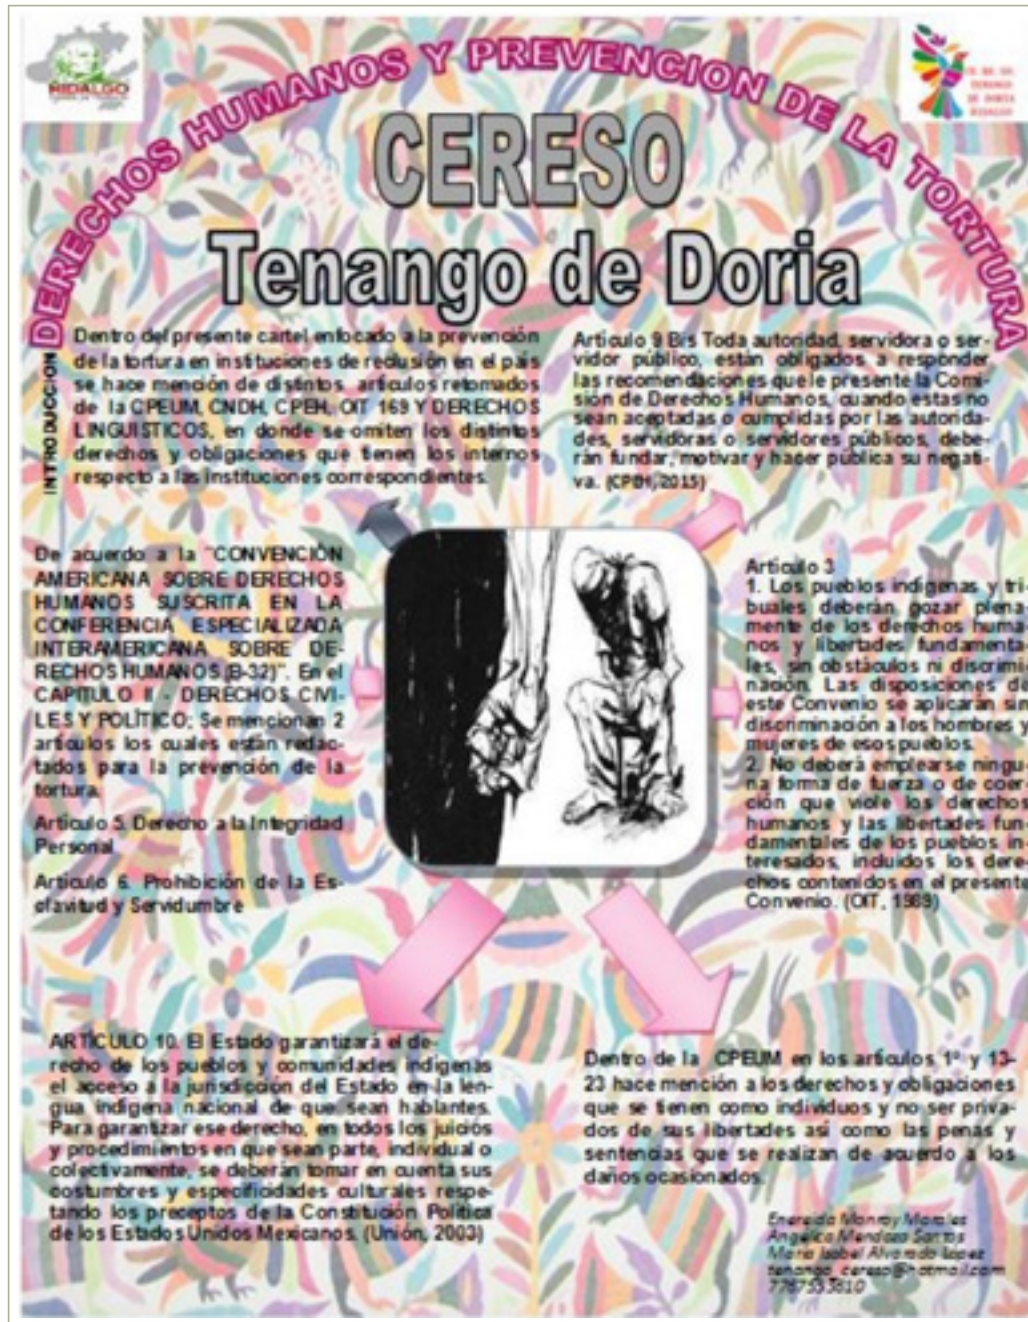 HIDALGO
DERECHOS HUMANOS Y PREVENCION DE LA TORTURA
TENANGO
DE DORIA
HIDALGO
CERESO
Tenango de Doria
INTRODUCCION
Dentro del presente cartel enfocado a la prevención
de la tortura en instituciones de reclusión en el país
se hace mención de distintos artículos retomados
de la CPEUM, CNDH, CPEH, OIT 169 Y DERECHOS
LINGUISTICOS, en donde se omiten los distintos
derechos y obligaciones que tienen los internos
respecto a las Instituciones correspondientes.
Artículo 9 Bis Toda autoridad, servidora o ser-
vidor público, están obligados a responder
las recomendaciones que le presente la Comi-
sión de Derechos Humanos, cuando estas no
sean aceptadas o cumplidas por las autorida-
des, servidoras o servidores públicos, debe-
rán fundar, motivar y hacer pública su negati-
va. (CPEH, 2015)
De acuerdo a la "CONVENCIÓN
AMERICANA SOBRE DERECHOS
HUMANOS SUSCRITA EN LA
CONFERENCIA ESPECIALIZADA
INTERAMERICANA SOBRE DE-
RECHOS HUMANOS (B-32)". En el
CAPITULO II - DERECHOS CIVI-
LES Y POLÍTICO; Se mencionan 2
artículos los cuales están redac-
tados para la prevención de la
tortura.
Artículo 5. Derecho a la Integridad
Personal
Artículo 6. Prohibición de la Es-
clavitud y Servidumbre
Artículo 3
1. Los pueblos indígenas y tri-
buales deberán gozar plena-
mente de los derechos huma-
nos y libertades fundamenta-
les, sin obstáculos ni discrimi-
nación. Las disposiciones de
este Convenio se aplicarán sin
discriminación a los hombres y
mujeres de esos pueblos.
2. No deberá emplearse ningu-
na forma de fuerza o de coer-
ción que viole los derechos
humanos y las libertades fun-
damentales de los pueblos in-
teresados, incluidos los dere-
chos contenidos en el presente
Convenio. (OIT, 1989)
ARTÍCULO 10. El Estado garantizará el de-
recho de los pueblos y comunidades indígenas
el acceso a la jurisdicción del Estado en la len-
gua indígena nacional de que sean hablantes.
Para garantizar ese derecho, en todos los juicios
y procedimientos en que sean parte, individual o
colectivamente, se deberán tomar en cuenta sus
costumbres y especificidades culturales respe-
tando los preceptos de la Constitución Política
de los Estados Unidos Mexicanos. (Unión, 2003)
Dentro de la CPEUM en los artículos 1° y 13-
23 hace mención a los derechos y obligaciones
que se tienen como individuos y no ser priva-
dos de sus libertades así como las penas y
sentencias que se realizan de acuerdo a los
daños ocasionados.
Monroy Morales
Angélica Mendoza Santos
María Isabel Alvarado López
tenango_cereso@hotmail.com